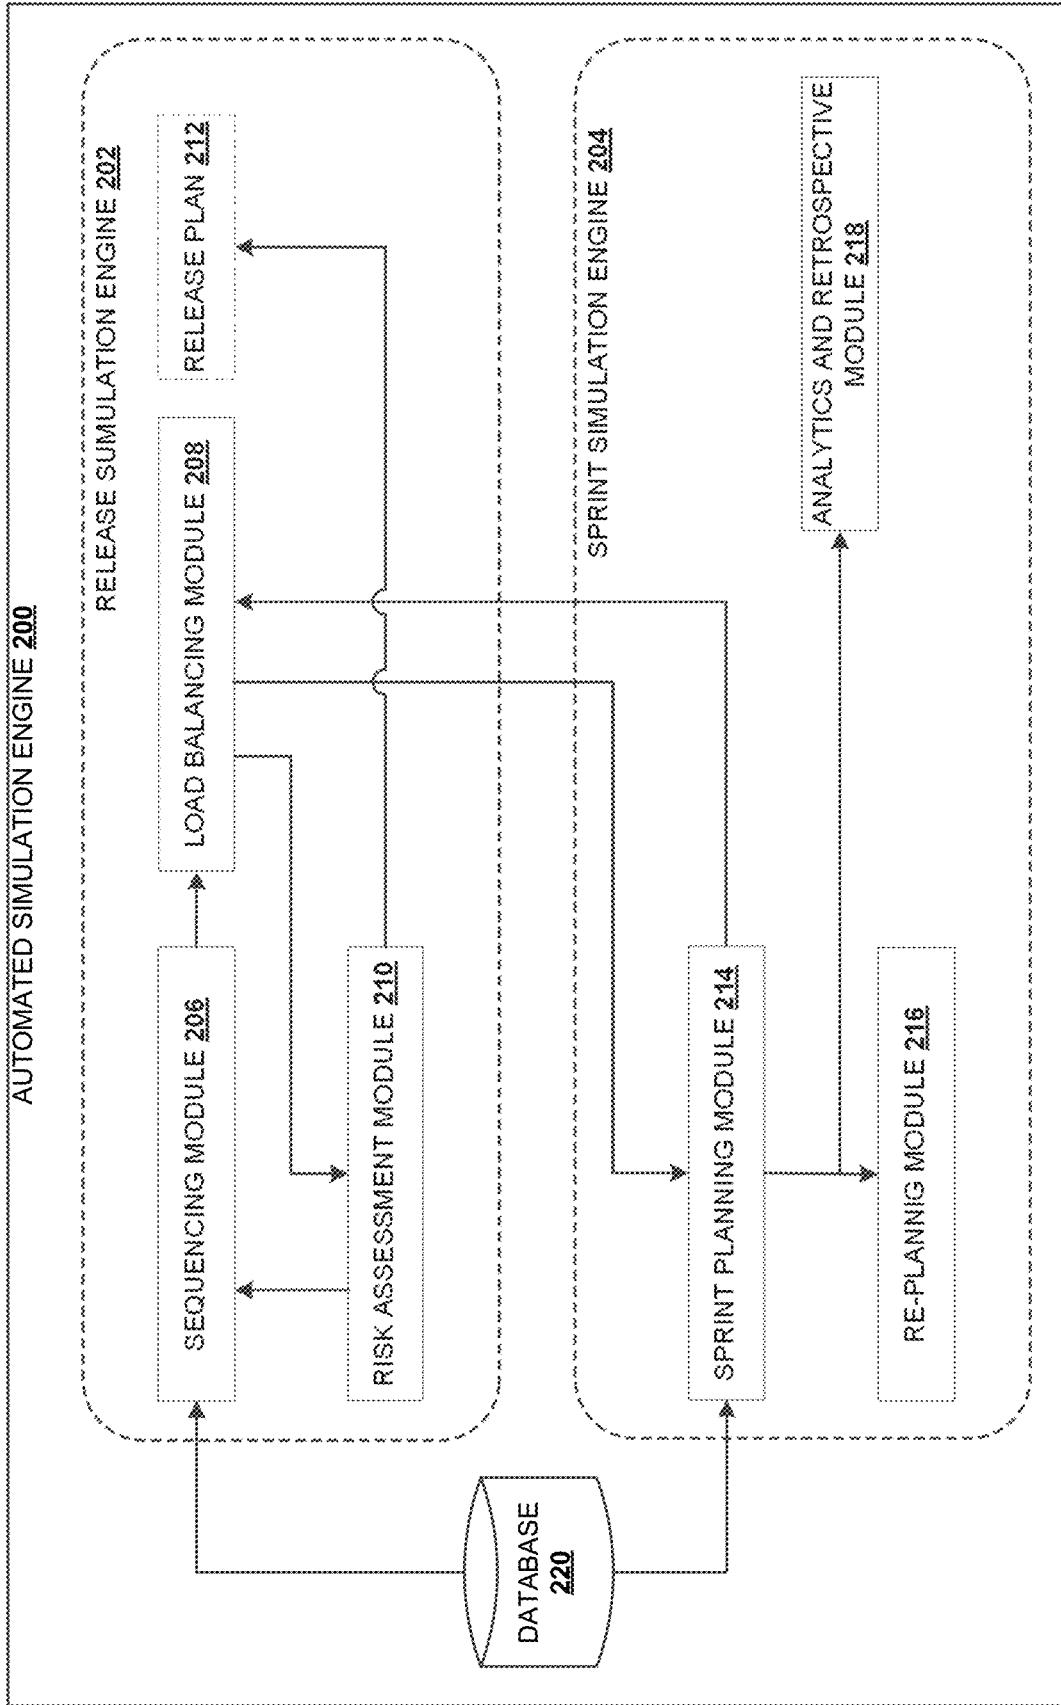 AUTOMATED SIMULATION ENGINE 200
RELEASE SUMULATION ENGINE 202
SEQUENCING MODULE 206
LOAD BALANCING MODULE 208
RELEASE PLAN 212
RISK ASSESSMENT MODULE 210
DATABASE
220
SPRINT SIMULATION ENGINE 204
SPRINT PLANNING MODULE 214
ANALYTICS AND RETROSPECTIVE
MODULE 218
RE-PLANNIG MODULE 216